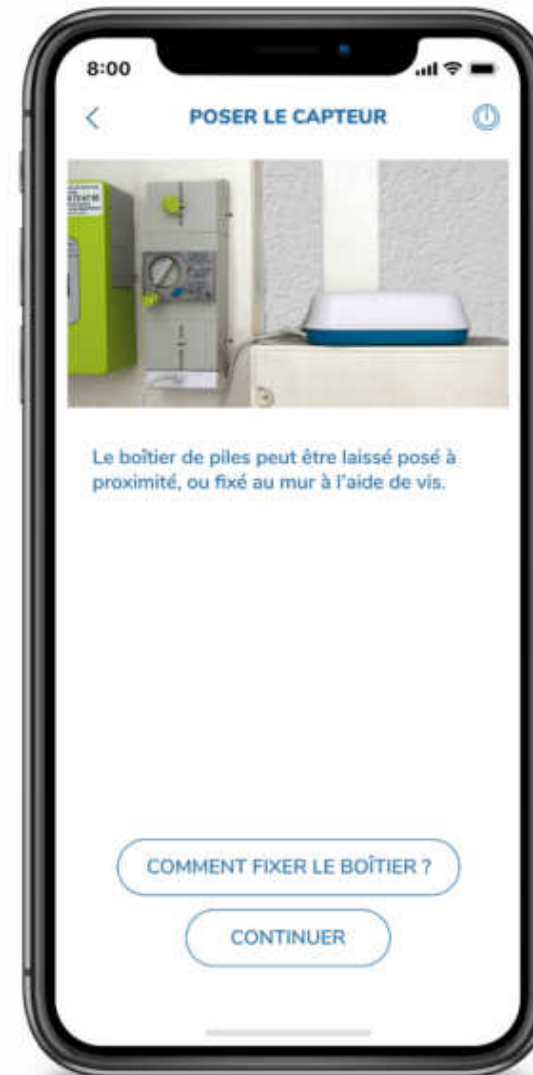 8:00
POSER LE CAPTEUR
Le boîtier de piles peut être laissé posé à
proximité, ou fixé au mur à l'aide de vis.
COMMENT FIXER LE BOÎTIER ?
CONTINUER